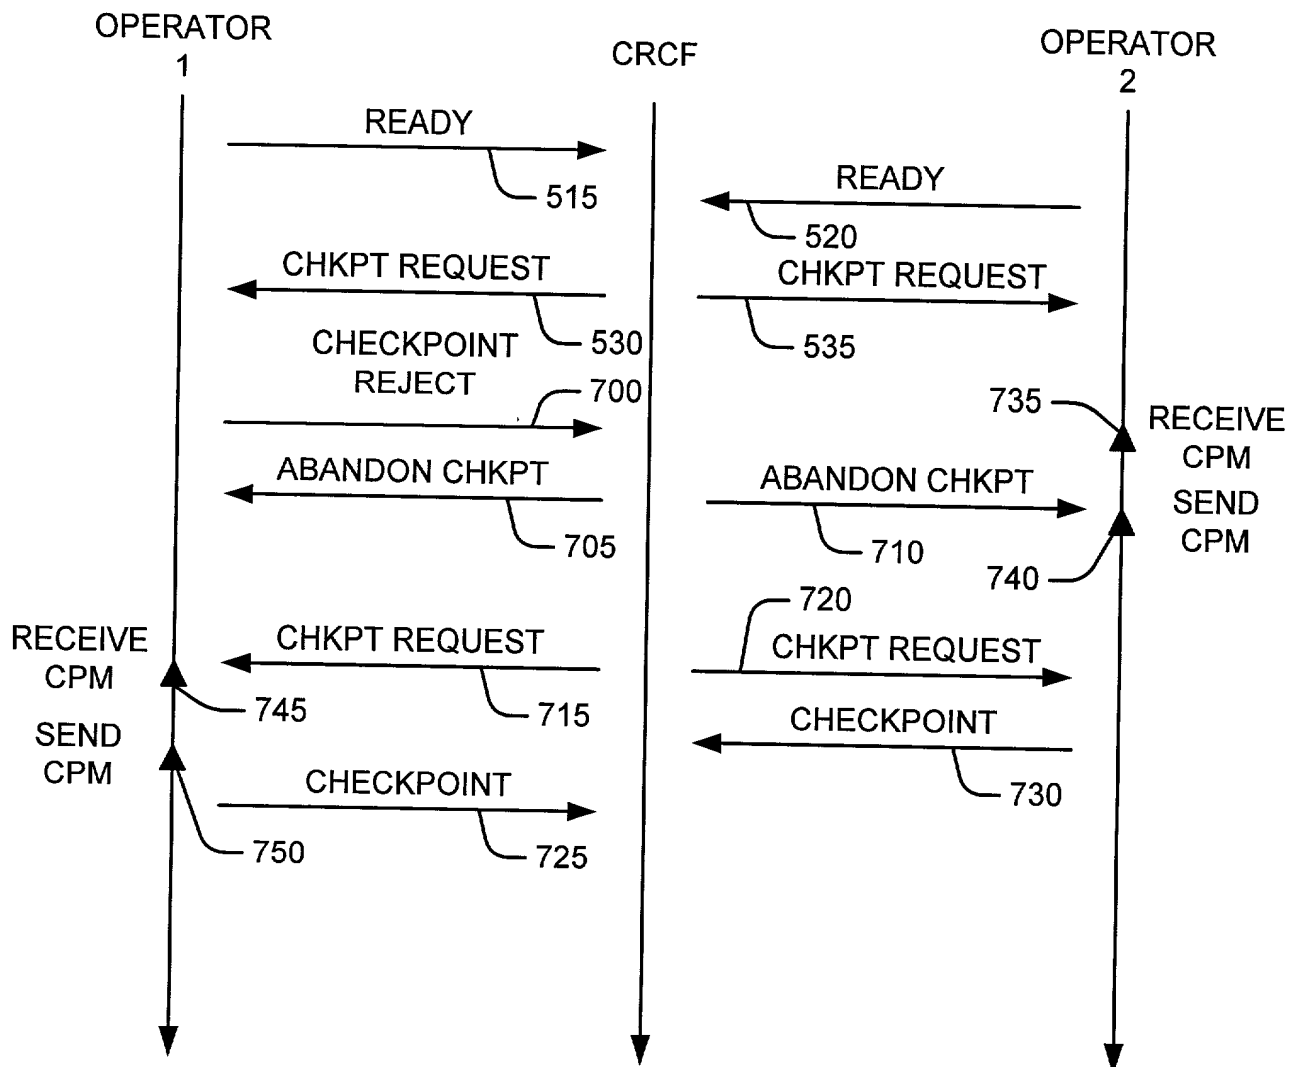 OPERATOR
1
CRCF
OPERATOR
2
READY
515
READY
520
CHKPT REQUEST
530
CHKPT REQUEST
535
CHECKPOINT
REJECT
700
735
RECEIVE
CPM
ABANDON CHKPT
705
ABANDON CHKPT
710
SEND
CPM
740
720
RECEIVE
CPM
745
CHKPT REQUEST
715
CHKPT REQUEST
SEND
CPM
750
CHECKPOINT
730
CHECKPOINT
725